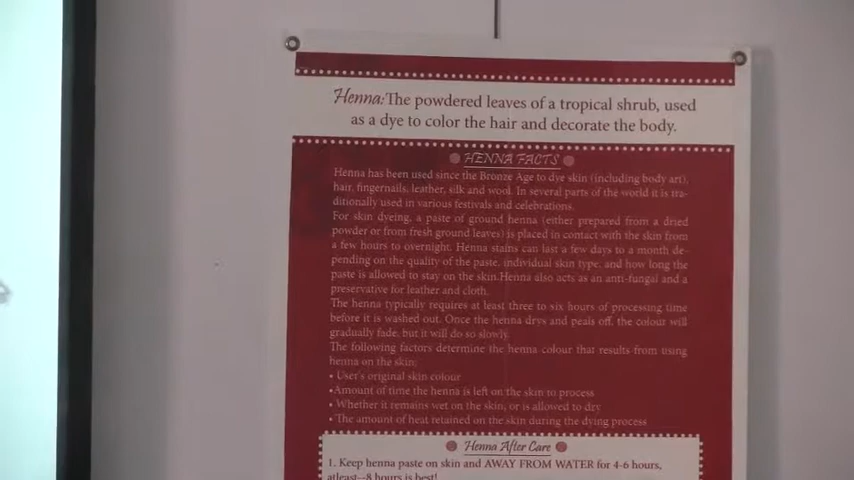 Henna: The powdered leaves of a tropical shrub, used
as a dye to color the hair and decorate the body.
HENNA FACTS
Henna has been used since the Bronze Age to dye skin (including body art),
hair, fingernails, leather, silk and wool. In several parts of the world it is tra-
ditionally used in various festivals and celebrations.
For skin dyeing, a paste of ground henna (either prepared from a dried
powder or from fresh ground leaves) is placed in contact with the skin from
a few hours to overnight. Henna stains can last a few days to a month de-
pending on the quality of the paste, individual skin type, and how long the
paste is allowed to stay on the skin.Henna also acts as an anti-fungal and a
preservative for leather and cloth.
The henna typically requires at least three to six hours of processing time
before it is washed out. Once the henna drys and peals off, the colour will
gradually fade, but it will do so slowly.
The following factors determine the henna colour that results from using
henna on the skin:
• User's original skin colour
•Amount of time the henna is left on the skin to process
• Whether it remains wet on the skin, or is allowed to dry
• The amount of heat retained on the skin during the dying process
Henna After Care
1. Keep henna paste on skin and AWAY FROM WATER for 4-6 hours,
atleast--8 hours is best!